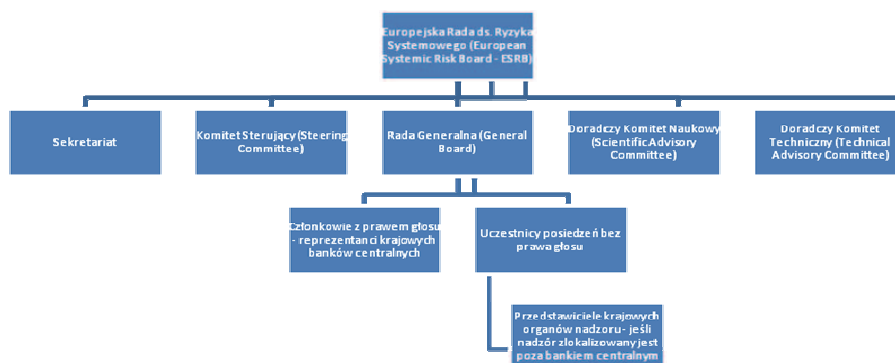 Europejska Rada ds. Ryzyka
Systemowego (European
Systemic Risk Board - ESRB)
Sekretariat
Komitet Sterujący (Steering
Committee)
Rada Generalna (General
Board)
Doradczy Komitet Naukowy
(Scientific Advisory
Committee)
Doradczy Komitet
Techniczny (Technical
Advisory Committee)
Członkowie z prawem głosu
- reprezentanci krajowych
banków centralnych
Uczestnicy posiedzeń bez
prawa głosu
Przedstawiciele krajowych
organów nadzoru - jeśli
nadzór zlokalizowany jest
poza bankiem centralnym